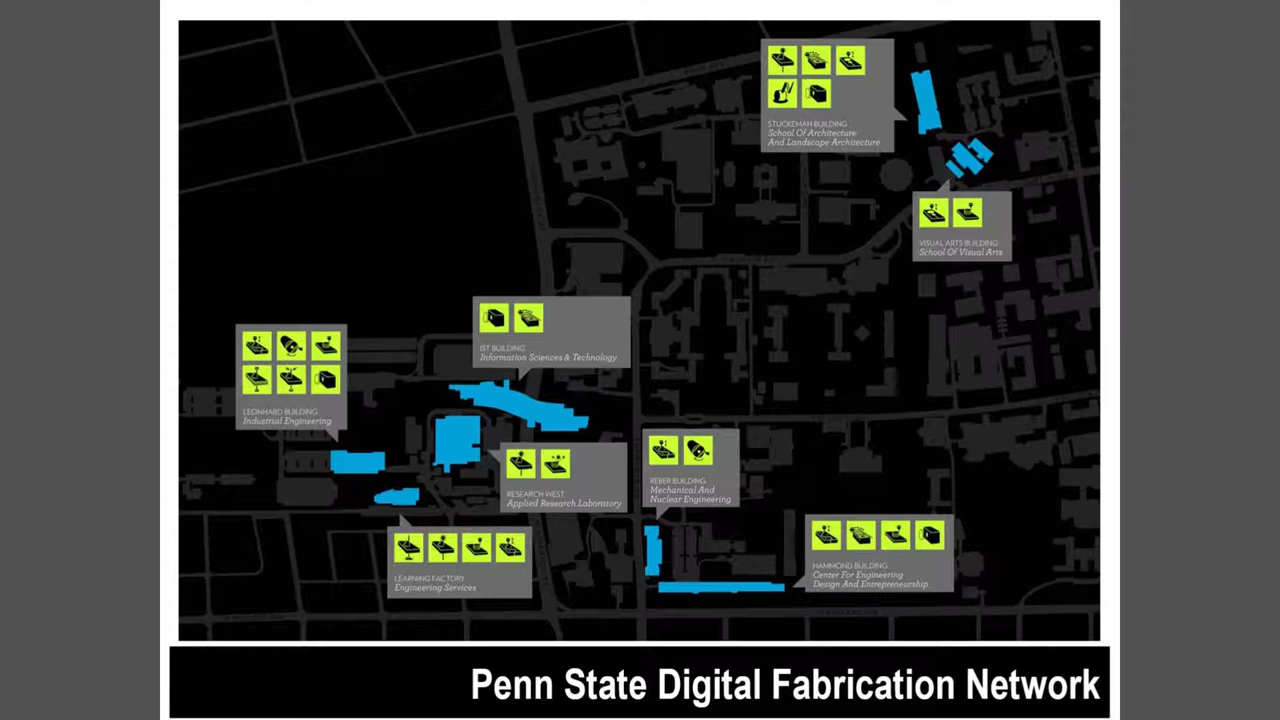 STUCKEMAN BUILDING
School Of Architecture
And Landscape Architecture
VISUAL ARTS BUILDING
School Of Visual Arts
IST BUILDING
Information Sciences & Technology
LEONHARD BUILDING
Industrial Engineering
REBER BUILDING
Mechanical And
Nuclear Engineering
RESEARCH WEST
Applied Research Laboratory
HAMMOND BUILDING
Center For Engineering
Design And Entrepreneurship
LEARNING FACTORY
Engineering Services
Penn State Digital Fabrication Network